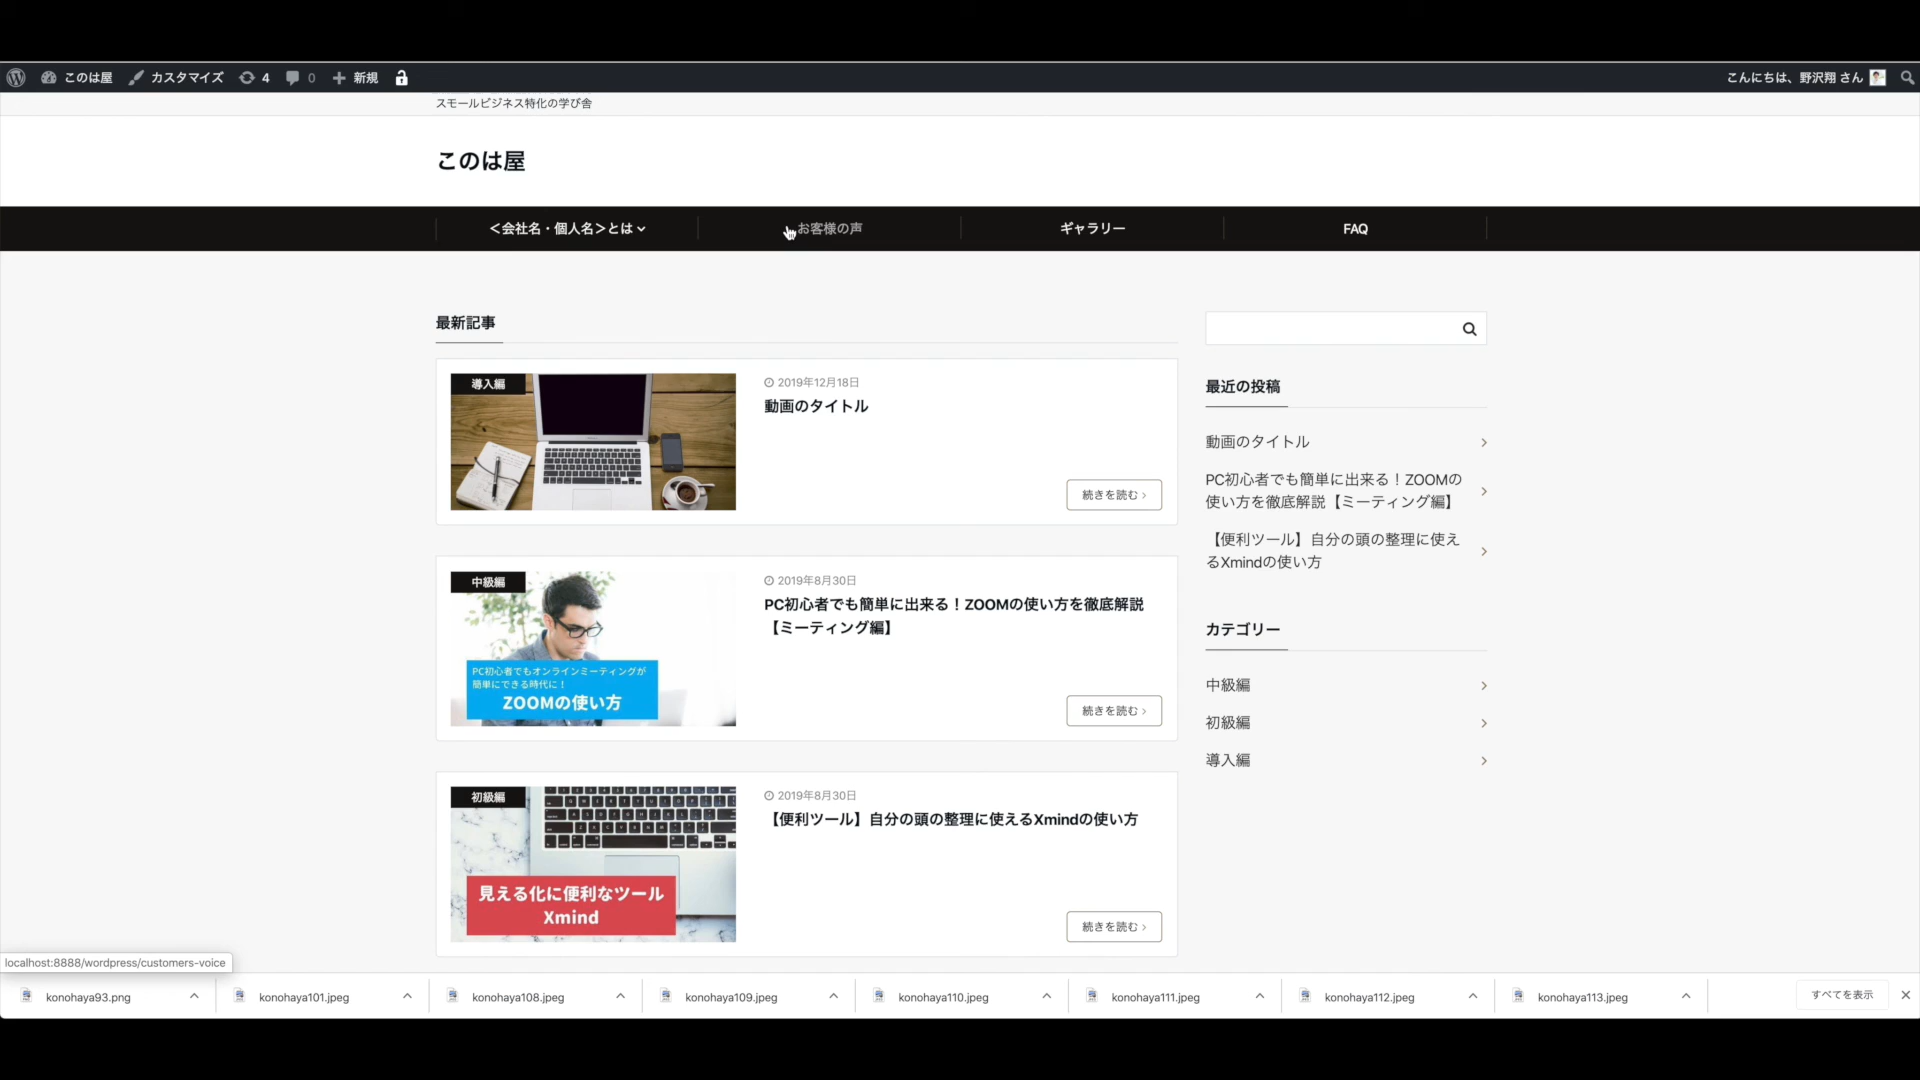 このは屋 カスタマイズ 4 0 新規 こんにちは、野沢翔 さん
スモールビジネス特化の学び舎
このは屋
<会社名・個人名>とは お客様の声 ギャラリー FAQ
最新記事
導入編
2019年12月18日
動画のタイトル
続きを読む
中級編
PC初心者でもオンラインミーティングが
簡単にできる時代に！
ZOOMの使い方
2019年8月30日
PC初心者でも簡単に出来る！ZOOMの使い方を徹底解説
【ミーティング編】
続きを読む
初級編
見える化に便利なツール
Xmind
2019年8月30日
【便利ツール】自分の頭の整理に使えるXmindの使い方
続きを読む
最近の投稿
動画のタイトル
PC初心者でも簡単に出来る！ZOOMの
使い方を徹底解説【ミーティング編】
【便利ツール】自分の頭の整理に使え
るXmindの使い方
カテゴリー
中級編
初級編
導入編
localhost:8888/wordpress/customers-voice
konohaya93.png konohaya101.jpeg konohaya108.jpeg konohaya109.jpeg konohaya110.jpeg konohaya111.jpeg konohaya112.jpeg konohaya113.jpeg すべてを表示